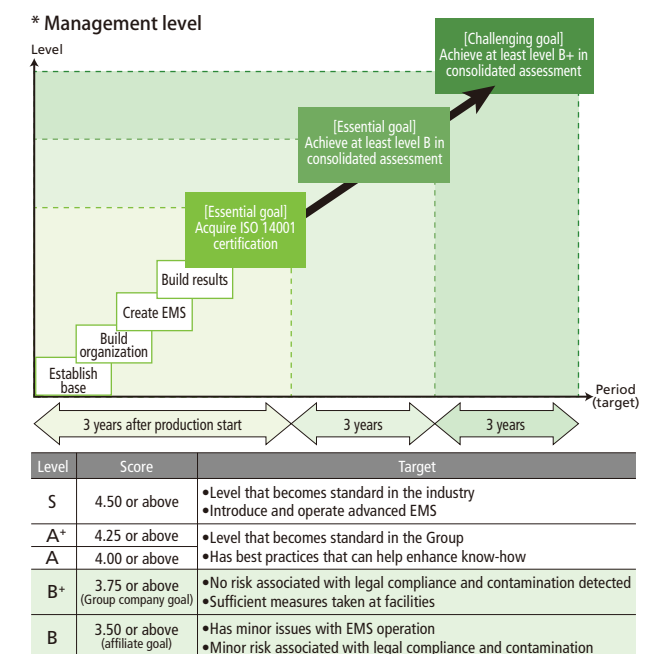 * Management level
Level
[Challenging goal]
Achieve at least level B+ in
consolidated assessment
[Essential goal]
Achieve at least level B in
consolidated assessment
[Essential goal]
Acquire ISO 14001
certification
Build results
Create EMS
Build
organization
Establish
base
Period
(target)
3 years after production start
3 years
3 years
Level Score Target
S 4.50 or above •Level that becomes standard in the industry
•Introduce and operate advanced EMS
A+ 4.25 or above •Level that becomes standard in the Group
A 4.00 or above •Has best practices that can help enhance know-how
B+ 3.75 or above •No risk associated with legal compliance and contamination detected
(Group company goal) •Sufficient measures taken at facilities
B 3.50 or above •Has minor issues with EMS operation
(affiliate goal) •Minor risk associated with legal compliance and contamination